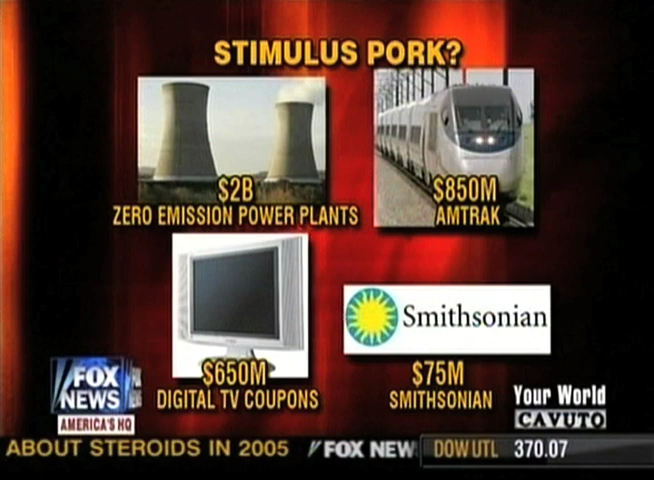 STIMULUS PORK?
$2B
ZERO EMISSION POWER PLANTS
$850M
AMTRAK
Smithsonian
$650M
DIGITAL TV COUPONS
$75M
SMITHSONIAN
FOX
NEWS
AMERICA'S HQ
Your World
CAVUTO
ABOUT STEROIDS IN 2005 FOX NEW DOW UTL 370.07